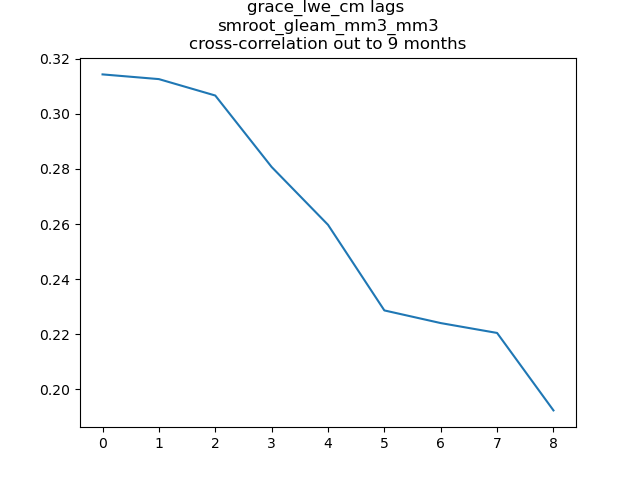 grace_lwe_cm lags
smroot_gleam_mm3_mm3
cross-correlation out to 9 months
0.32
0.30
0.28
0.26
0.24
0.22
0.20
0 1 2 3 4 5 6 7 8